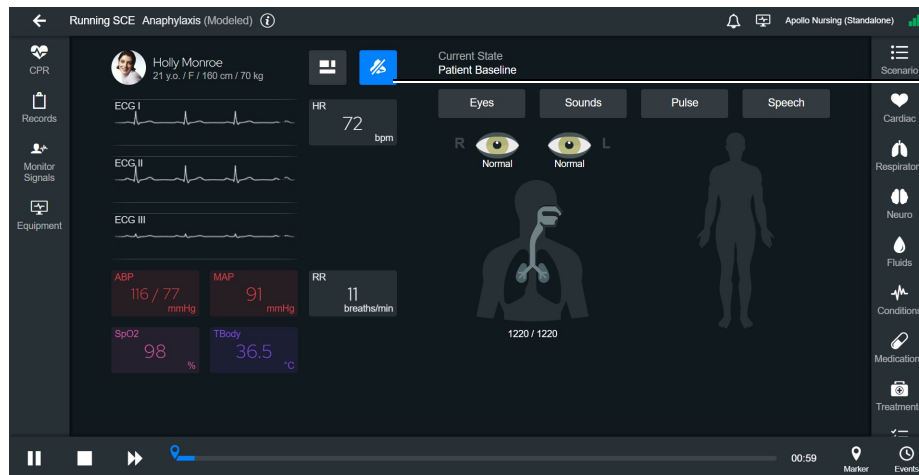 Running SCE Anaphylaxis (Modeled) i
Apollo Nursing (Standalone)
CPR
Records
Monitor
Signals
Equipment
Holly Monroe
21 y.o. / F / 160 cm / 70 kg
ECG I
ECG II
ECG III
HR
72
bpm
ABP
116 / 77
mmHg
MAP
91
mmHg
RR
11
breaths/min
SpO2
98
%
TBody
36.5
°C
Current State
Patient Baseline
Eyes
Sounds
Pulse
Speech
R
L
Normal
Normal
1220 / 1220
Scenario
Cardiac
Respirator
Neuro
Fluids
Conditions
Medication
Treatment
00:59
Marker
Events